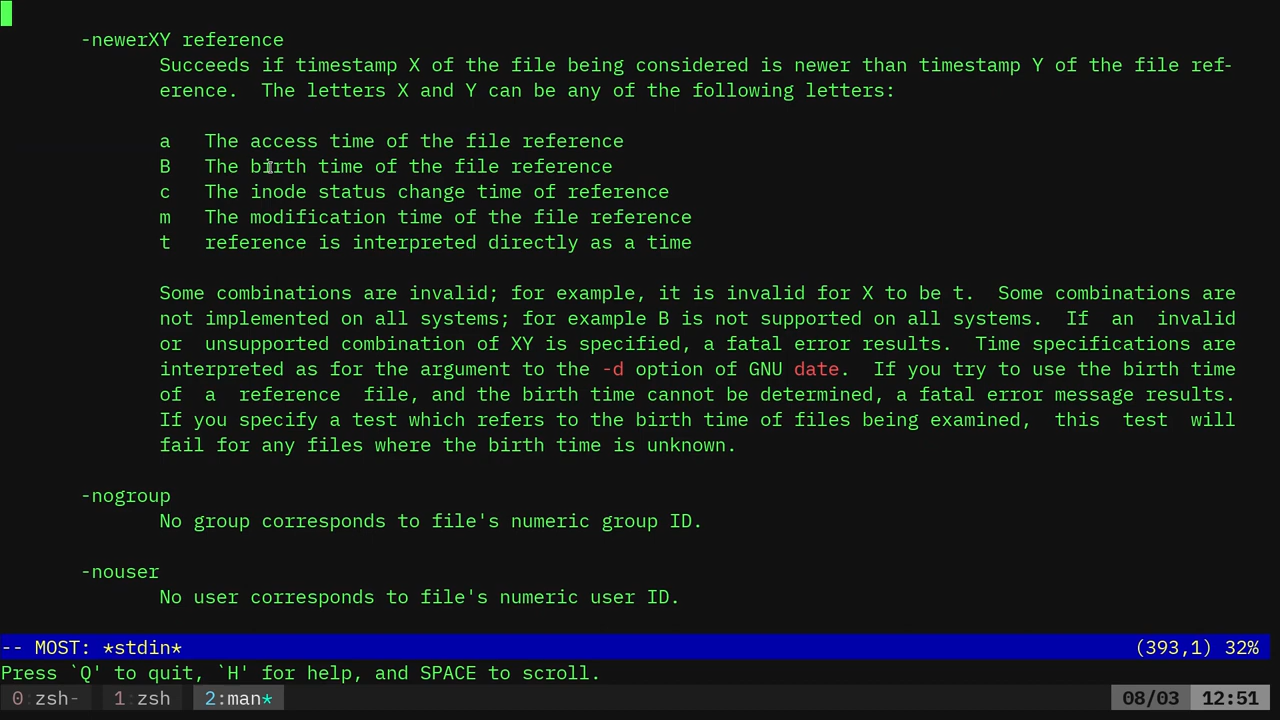 -newerXY reference
Succeeds if timestamp X of the file being considered is newer than timestamp Y of the file ref-
erence.  The letters X and Y can be any of the following letters:
a   The access time of the file reference
B   The birth time of the file reference
c   The inode status change time of reference
m   The modification time of the file reference
t   reference is interpreted directly as a time
Some combinations are invalid; for example, it is invalid for X to be t.  Some combinations are
not implemented on all systems; for example B is not supported on all systems.  If  an  invalid
or  unsupported combination of XY is specified, a fatal error results.  Time specifications are
interpreted as for the argument to the -d option of GNU date.  If you try to use the birth time
of  a  reference  file, and the birth time cannot be determined, a fatal error message results.
If you specify a test which refers to the birth time of files being examined,  this  test  will
fail for any files where the birth time is unknown.
-nogroup
No group corresponds to file's numeric group ID.
-nouser
No user corresponds to file's numeric user ID.
-- MOST: *stdin* (393,1) 32%
Press `Q' to quit, `H' for help, and SPACE to scroll.
0 zsh- 1 zsh 2:man* 08/03 12:51